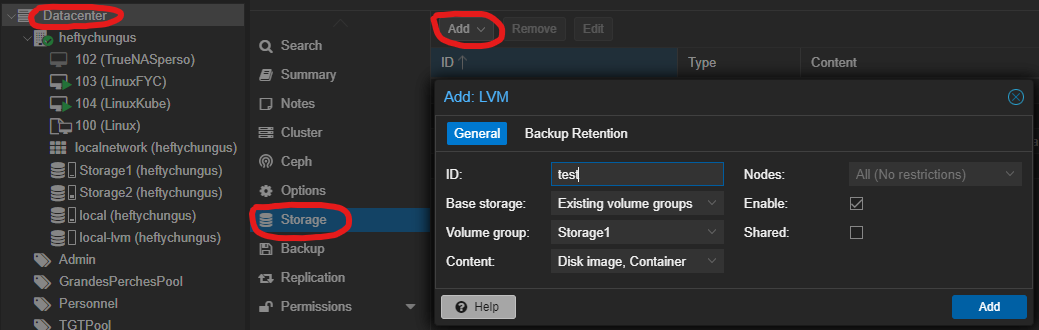 Datacenter
heftychungus
102 (TrueNASperso)
103 (LinuxFYC)
104 (LinuxKube)
100 (Linux)
localnetwork (heftychungus)
Storage1 (heftychungus)
Storage2 (heftychungus)
local (heftychungus)
local-lvm (heftychungus)
Admin
GrandesPerchesPool
Personnel
TGTPool
Search
Summary
Notes
Cluster
Ceph
Options
Storage
Backup
Replication
Permissions
Add Remove Edit
ID Type Content
Add: LVM
General Backup Retention
ID: test Nodes: All (No restrictions)
Base storage: Existing volume groups Enable:
Volume group: Storage1 Shared:
Content: Disk image, Container
Help Add